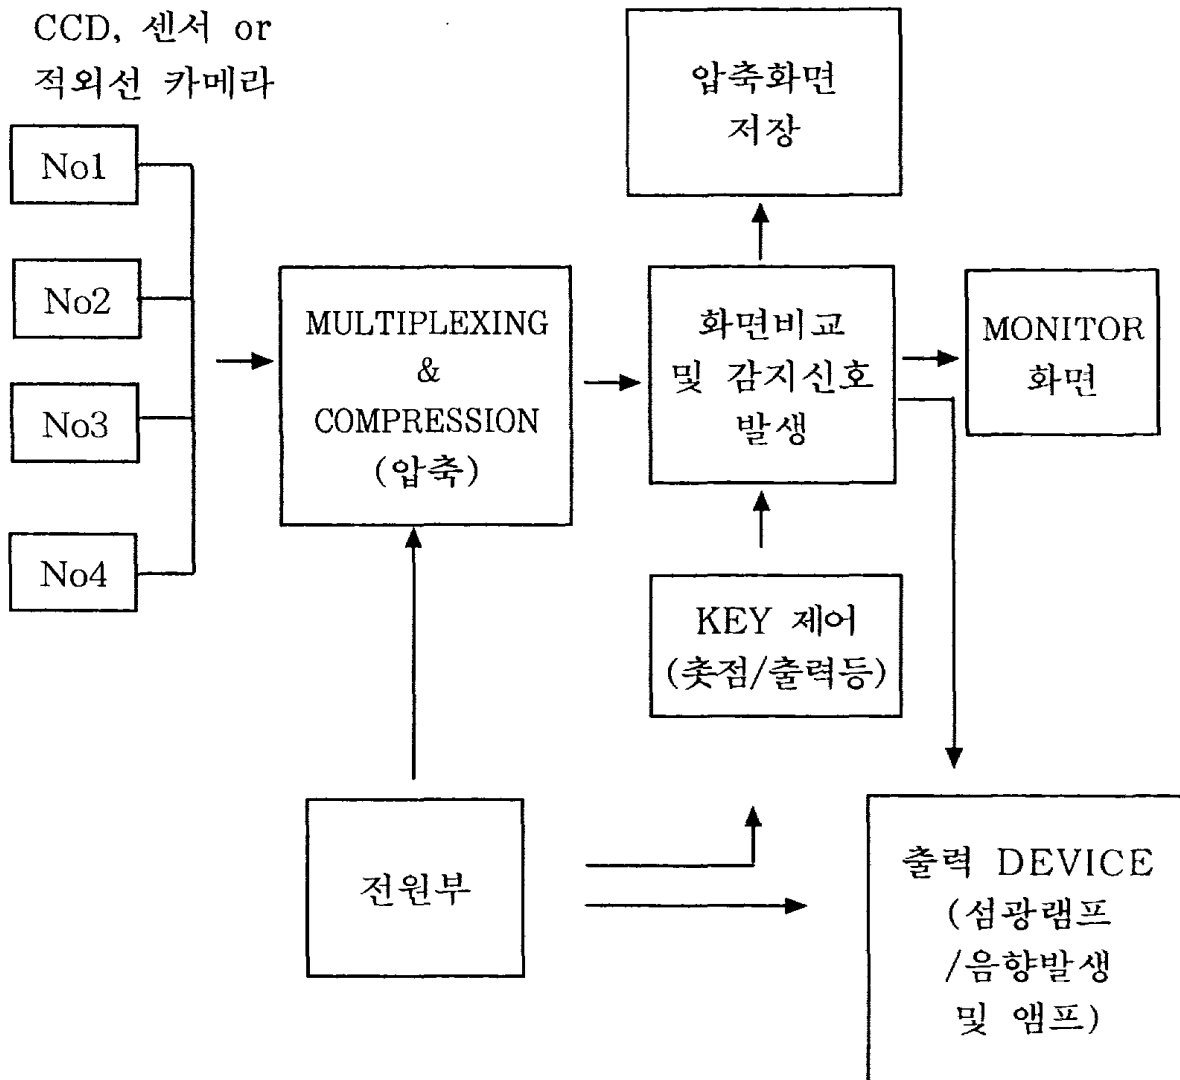 CCD, 센서 or
적외선 카메라
No1
No2
No3
No4
MULTIPLEXING
&
COMPRESSION
(압축)
압축화면
저장
화면비교
및 감지신호
발생
MONITOR
화면
KEY 제어
(촛점/출력등)
전원부
출력 DEVICE
(섬광램프
/음향발생
및 앰프)